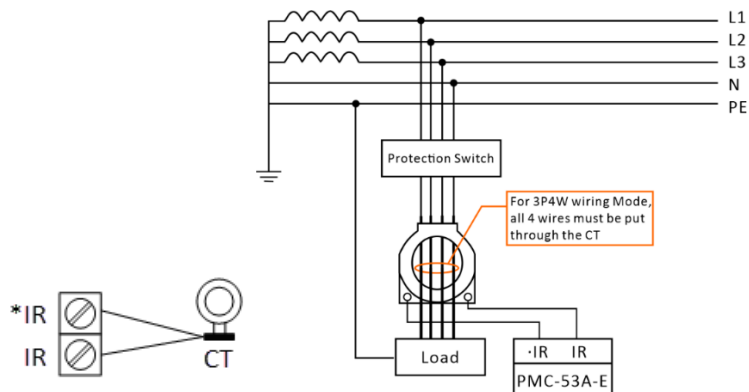 L1
L2
L3
N
PE
Protection Switch
For 3P4W wiring Mode,
all 4 wires must be put
through the CT
*IR
IR
CT
Load
·IR IR
PMC-53A-E